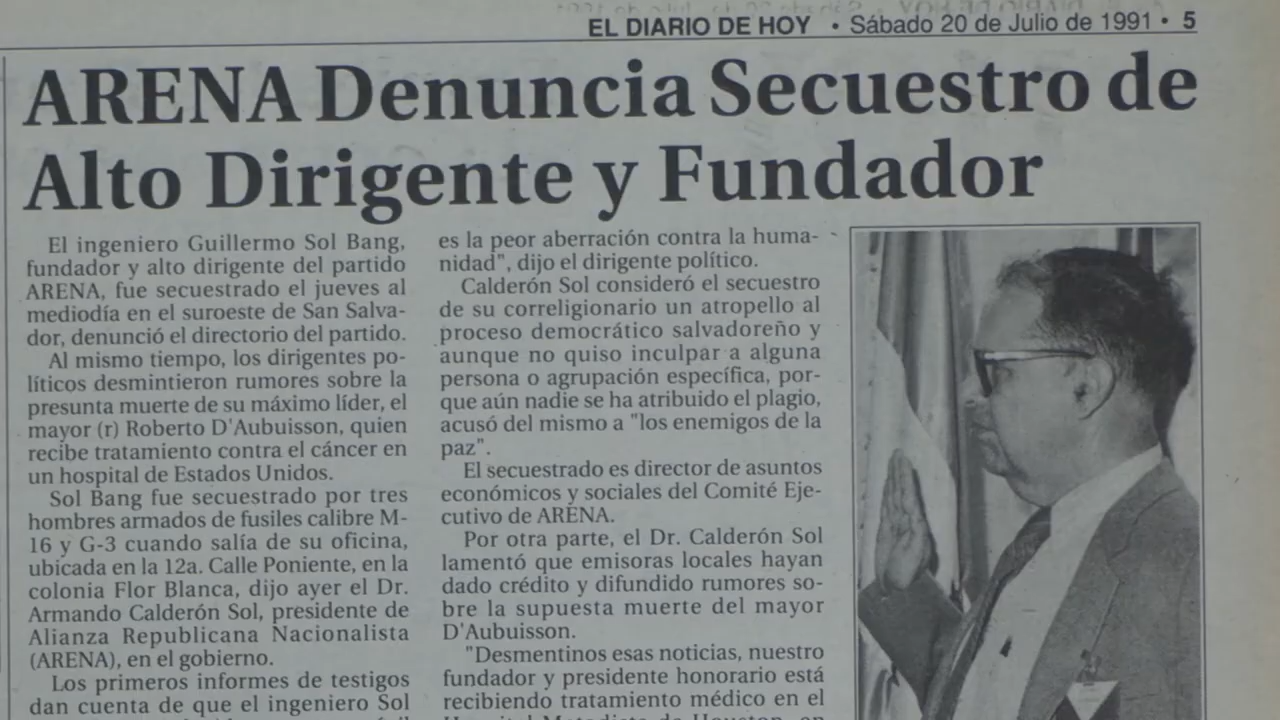 EL DIARIO DE HOY • Sábado 20 de Julio de 1991 • 5
ARENA Denuncia Secuestro de
Alto Dirigente y Fundador
El ingeniero Guillermo Sol Bang,
fundador y alto dirigente del partido
ARENA, fue secuestrado el jueves al
mediodía en el suroeste de San Salva-
dor, denunció el directorio del partido.
Al mismo tiempo, los dirigentes po-
líticos desmintieron rumores sobre la
presunta muerte de su máximo líder, el
mayor (r) Roberto D'Aubuisson, quien
recibe tratamiento contra el cáncer en
un hospital de Estados Unidos.
Sol Bang fue secuestrado por tres
hombres armados de fusiles calibre M-
16 y G-3 cuando salía de su oficina,
ubicada en la 12a. Calle Poniente, en la
colonia Flor Blanca, dijo ayer el Dr.
Armando Calderón Sol, presidente de
Alianza Republicana Nacionalista
(ARENA), en el gobierno.
Los primeros informes de testigos
dan cuenta de que el ingeniero Sol
es la peor aberración contra la huma-
nidad", dijo el dirigente político.
Calderón Sol consideró el secuestro
de su correligionario un atropello al
proceso democrático salvadoreño y
aunque no quiso inculpar a alguna
persona o agrupación específica, por-
que aún nadie se ha atribuido el plagio,
acusó del mismo a "los enemigos de la
paz".
El secuestrado es director de asuntos
económicos y sociales del Comité Eje-
cutivo de ARENA.
Por otra parte, el Dr. Calderón Sol
lamentó que emisoras locales hayan
dado crédito y difundido rumores so-
bre la supuesta muerte del mayor
D'Aubuisson.
"Desmentinos esas noticias, nuestro
fundador y presidente honorario está
recibiendo tratamiento médico en el
Hospital Metodista de Houston, en